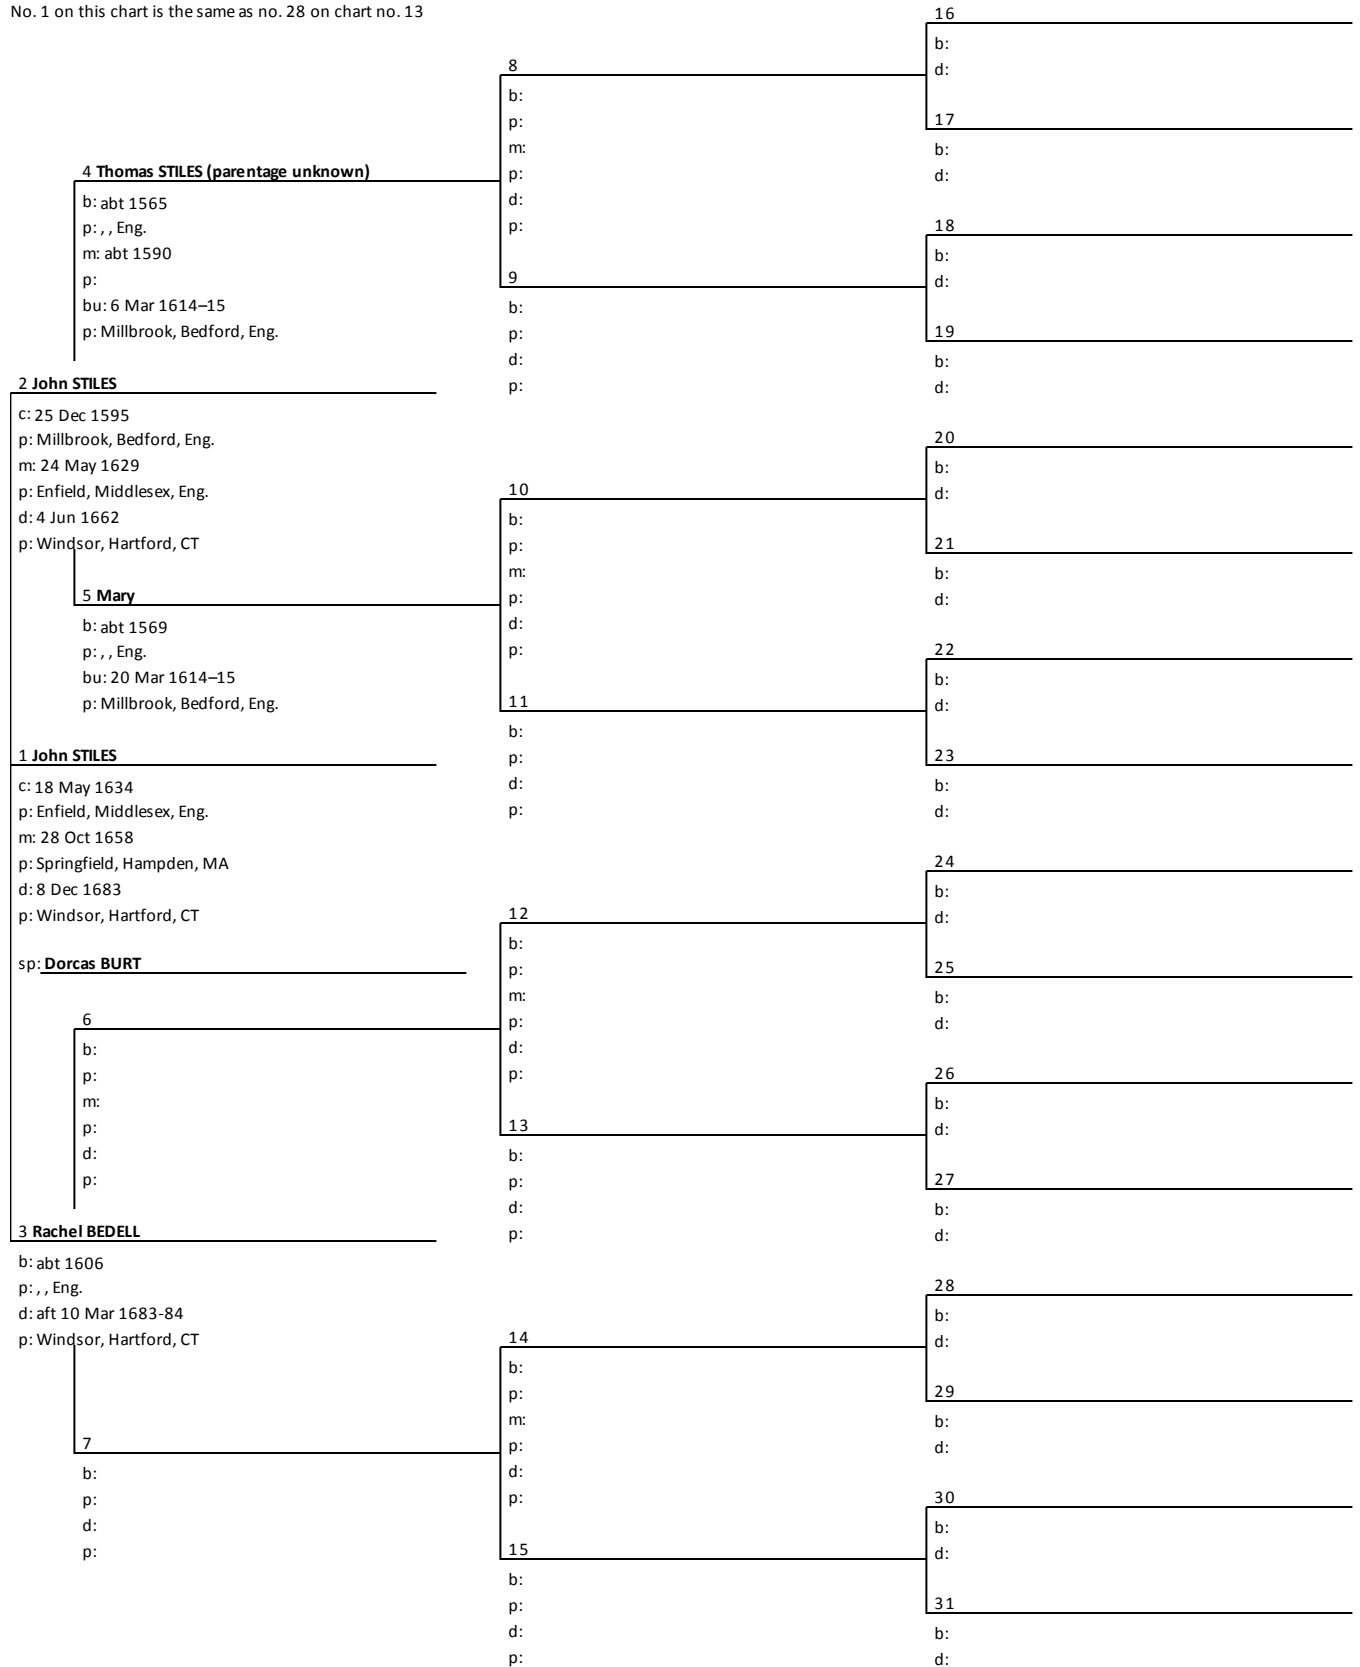 No. 1 on this chart is the same as no. 28 on chart no. 13
4 Thomas STILES (parentage unknown)
b: abt 1565
p: , , Eng.
m: abt 1590
p:
bu: 6 Mar 1614–15
p: Millbrook, Bedford, Eng.
2 John STILES
c: 25 Dec 1595
p: Millbrook, Bedford, Eng.
m: 24 May 1629
p: Enfield, Middlesex, Eng.
d: 4 Jun 1662
p: Windsor, Hartford, CT
5 Mary
b: abt 1569
p: , , Eng.
bu: 20 Mar 1614–15
p: Millbrook, Bedford, Eng.
1 John STILES
c: 18 May 1634
p: Enfield, Middlesex, Eng.
m: 28 Oct 1658
p: Springfield, Hampden, MA
d: 8 Dec 1683
p: Windsor, Hartford, CT
sp: Dorcas BURT
6
b:
p:
m:
p:
d:
p:
3 Rachel BEDELL
b: abt 1606
p: , , Eng.
d: aft 10 Mar 1683-84
p: Windsor, Hartford, CT
7
b:
p:
d:
p:
8
b:
p:
m:
p:
d:
p:
9
b:
p:
d:
p:
10
b:
p:
m:
p:
d:
p:
11
b:
p:
d:
p:
12
b:
p:
m:
p:
d:
p:
13
b:
p:
d:
p:
14
b:
p:
m:
p:
d:
p:
15
b:
p:
d:
p:
16
b:
d:
17
b:
d:
18
b:
d:
19
b:
d:
20
b:
d:
21
b:
d:
22
b:
d:
23
b:
d:
24
b:
d:
25
b:
d:
26
b:
d:
27
b:
d:
28
b:
d:
29
b:
d:
30
b:
d:
31
b:
d: